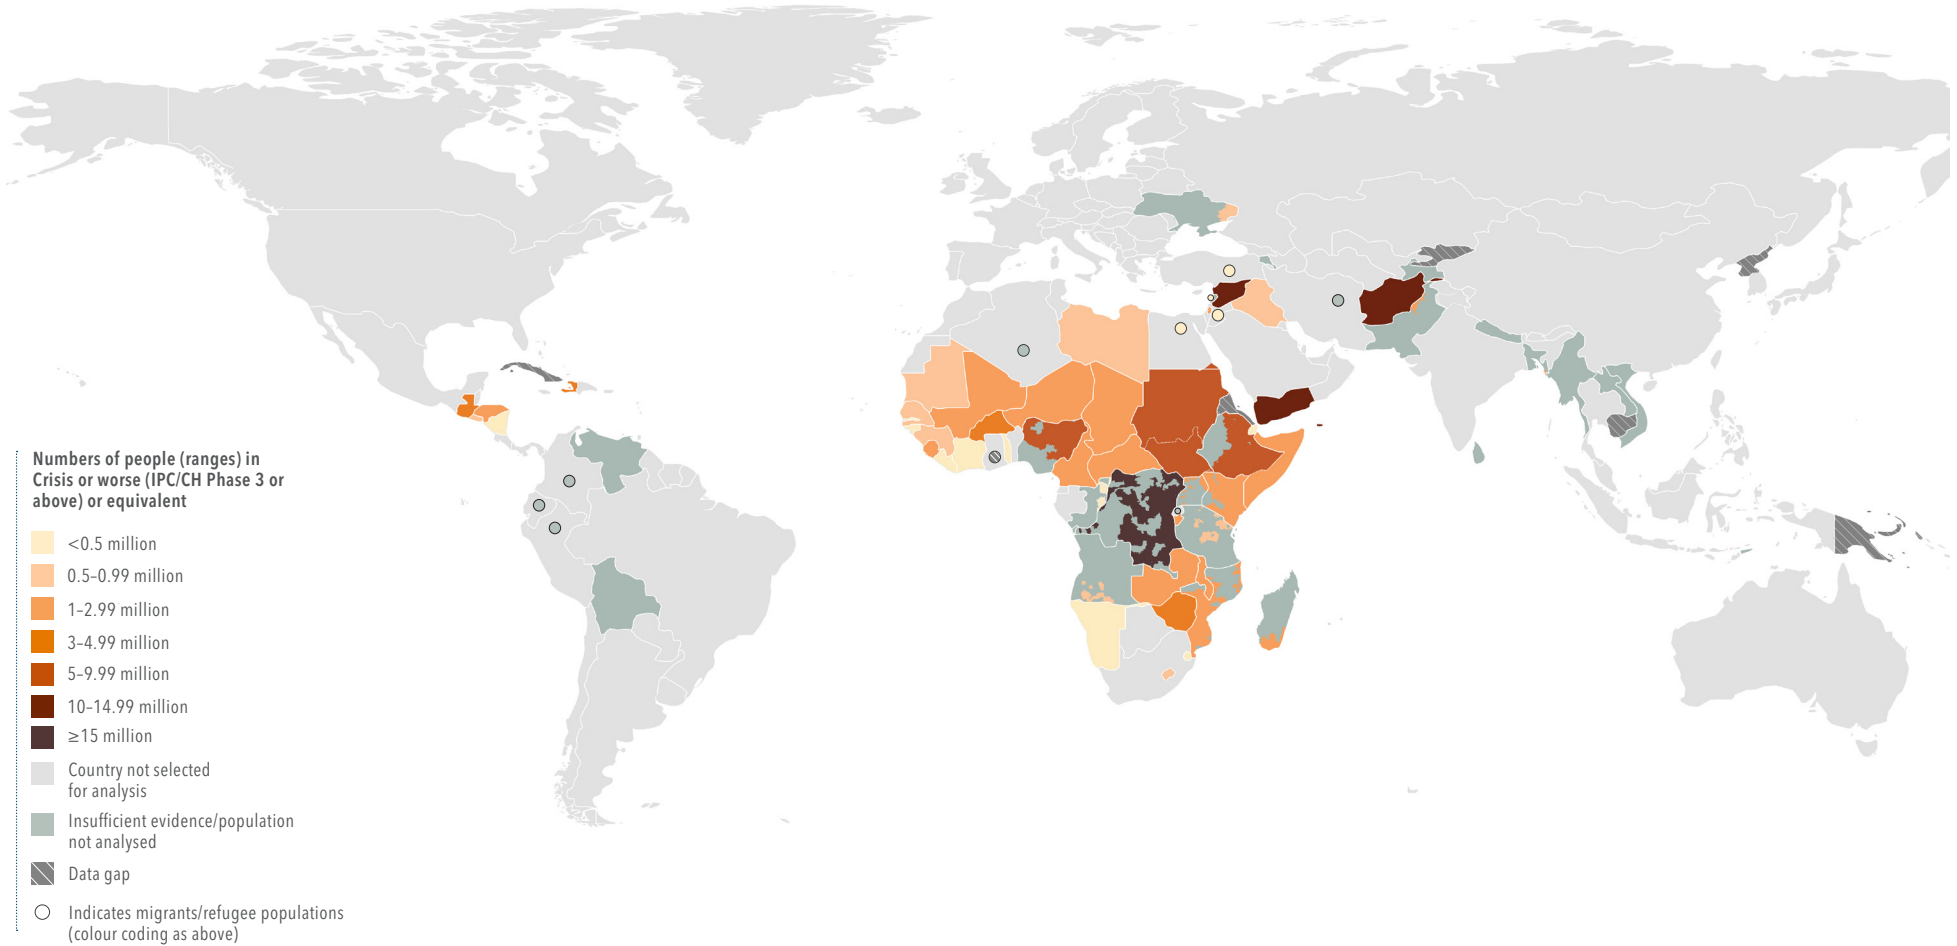 Numbers of people (ranges) in
Crisis or worse (IPC/CH Phase 3 or
above) or equivalent
<0.5 million
0.5–0.99 million
1–2.99 million
3–4.99 million
5–9.99 million
10–14.99 million
≥15 million
Country not selected
for analysis
Insufficient evidence/population
not analysed
Data gap
Indicates migrants/refugee populations
(colour coding as above)